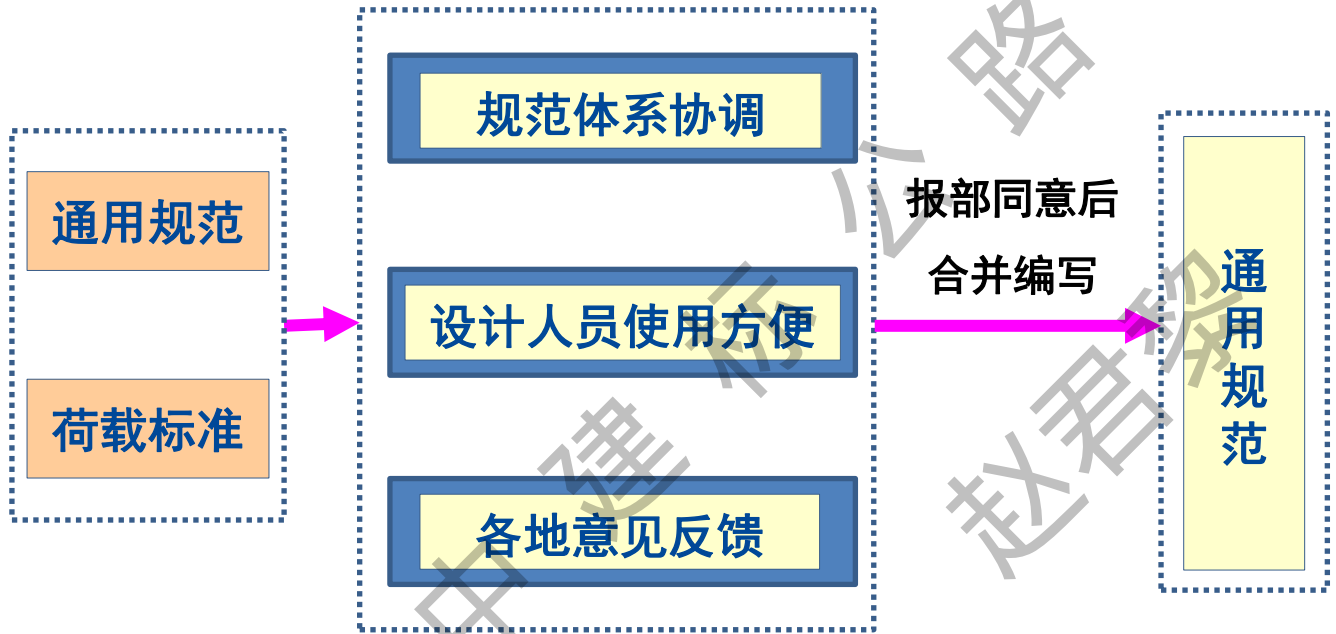 通用规范
荷载标准
规范体系协调
设计人员使用方便
各地意见反馈
报部同意后
合并编写
通用规范
中建标公路
赵君黎